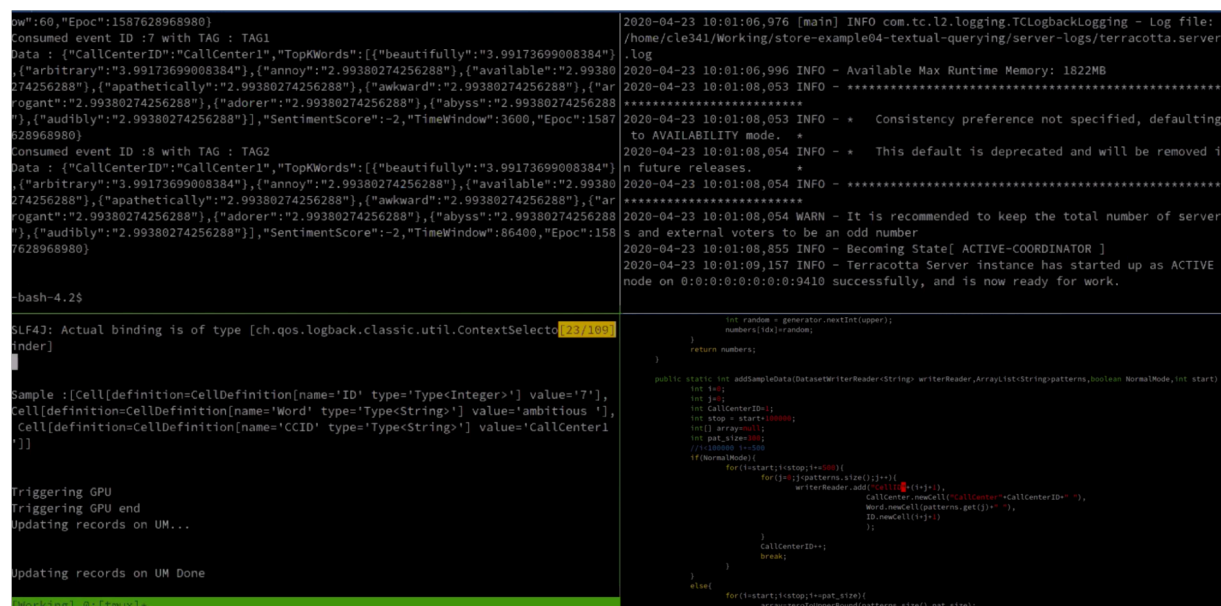 ow":60,"Epoc":1587628968980}
Consumed event ID :7 with TAG : TAG1
Data : {"CallCenterID":"CallCenter1","TopKWords":[{"beautifully":"3.99173699008384"}
,{"arbitrary":"3.99173699008384"},{"annoy":"2.99380274256288"},{"available":"2.99380
274256288"},{"apathetically":"2.99380274256288"},{"awkward":"2.99380274256288"},{"ar
rogant":"2.99380274256288"},{"adorer":"2.99380274256288"},{"abyss":"2.99380274256288
"},{"audibly":"2.99380274256288"}],"SentimentScore":-2,"TimeWindow":3600,"Epoc":1587
628968980}
Consumed event ID :8 with TAG : TAG2
Data : {"CallCenterID":"CallCenter1","TopKWords":[{"beautifully":"3.99173699008384"}
,{"arbitrary":"3.99173699008384"},{"annoy":"2.99380274256288"},{"available":"2.99380
274256288"},{"apathetically":"2.99380274256288"},{"awkward":"2.99380274256288"},{"ar
rogant":"2.99380274256288"},{"adorer":"2.99380274256288"},{"abyss":"2.99380274256288
"},{"audibly":"2.99380274256288"}],"SentimentScore":-2,"TimeWindow":86400,"Epoc":158
7628968980}
-bash-4.2$
2020-04-23 10:01:06,976 [main] INFO com.tc.l2.logging.TCLogbackLogging - Log file:
/home/cle341/Working/store-example04-textual-querying/server-logs/terracotta.server
.log
2020-04-23 10:01:06,996 INFO - Available Max Runtime Memory: 1822MB
2020-04-23 10:01:08,053 INFO - ***************************************************
*************************
2020-04-23 10:01:08,053 INFO - *   Consistency preference not specified, defaulting
 to AVAILABILITY mode.  *
2020-04-23 10:01:08,054 INFO - *   This default is deprecated and will be removed i
n future releases.      *
2020-04-23 10:01:08,054 INFO - ***************************************************
*************************
2020-04-23 10:01:08,054 WARN - It is recommended to keep the total number of server
s and external voters to be an odd number
2020-04-23 10:01:08,855 INFO - Becoming State[ ACTIVE-COORDINATOR ]
2020-04-23 10:01:09,157 INFO - Terracotta Server instance has started up as ACTIVE
node on 0:0:0:0:0:0:0:0:9410 successfully, and is now ready for work.
SLF4J: Actual binding is of type [ch.qos.logback.classic.util.ContextSelecto[23/109]
inder]
Sample :[Cell[definition=CellDefinition[name='ID' type='Type<Integer>'] value='7'],
Cell[definition=CellDefinition[name='Word' type='Type<String>'] value='ambitious '],
 Cell[definition=CellDefinition[name='CCID' type='Type<String>'] value='CallCenter1
']]
Triggering GPU
Triggering GPU end
Updating records on UM...
Updating records on UM Done
int random = generator.nextInt(upper);
numbers[idx]=random;
}
return numbers;
}
public static int addSampleData(DatasetWriterReader<String> writerReader,ArrayList<String>patterns,boolean NormalMode,int start)
int i=0;
int j=0;
int CallCenterID=1;
int stop = start+100000;
int[] array=null;
int pat_size=100;
//i<100000 i+=500
if(NormalMode){
for(i=start;i<stop;i+=500){
for(j=0;j<patterns.size();j++){
writerReader.add("CellID"+(i+j+1),
CallCenter.newCell("CallCenter"+CallCenterID+" "),
Word.newCell(patterns.get(j)+" "),
ID.newCell(i+j+1)
);
}
CallCenterID++;
break;
}
}
else{
for(i=start;i<stop;i+=pat_size){